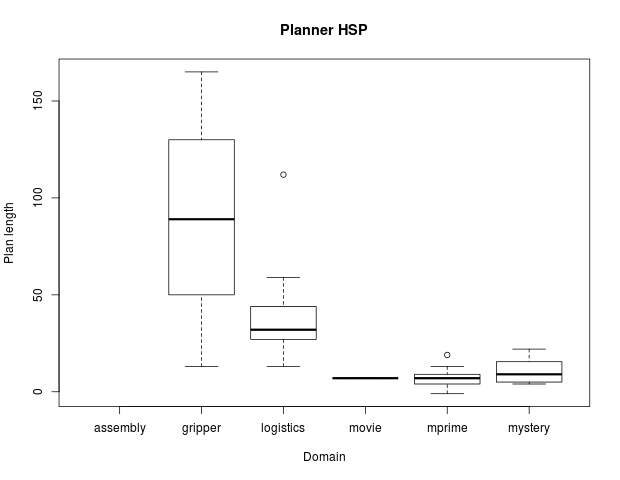 Planner HSP
Plan length
150
100
50
0
assembly gripper logistics movie mprime mystery
Domain